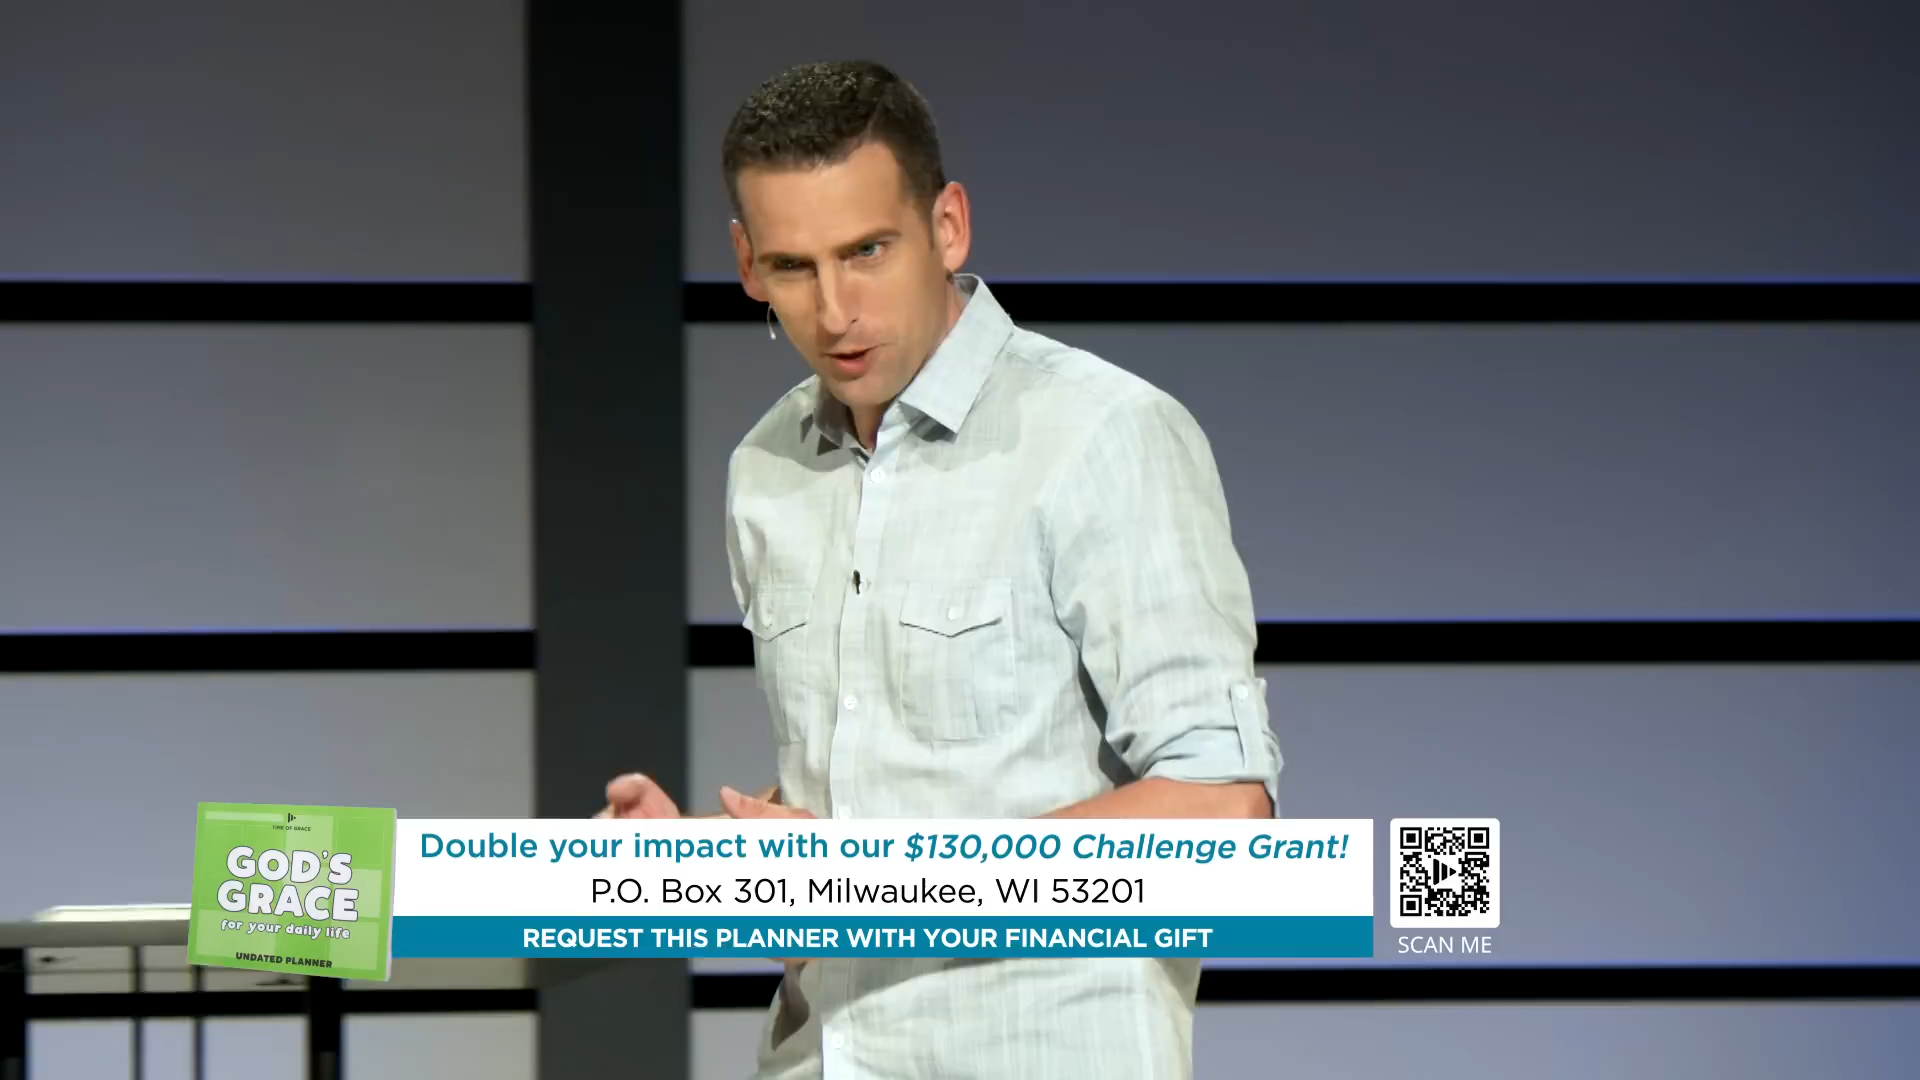 TIME OF GRACE
GOD'S
GRACE
for your daily life
UNDATED PLANNER
Double your impact with our $130,000 Challenge Grant!
P.O. Box 301, Milwaukee, WI 53201
REQUEST THIS PLANNER WITH YOUR FINANCIAL GIFT
SCAN ME